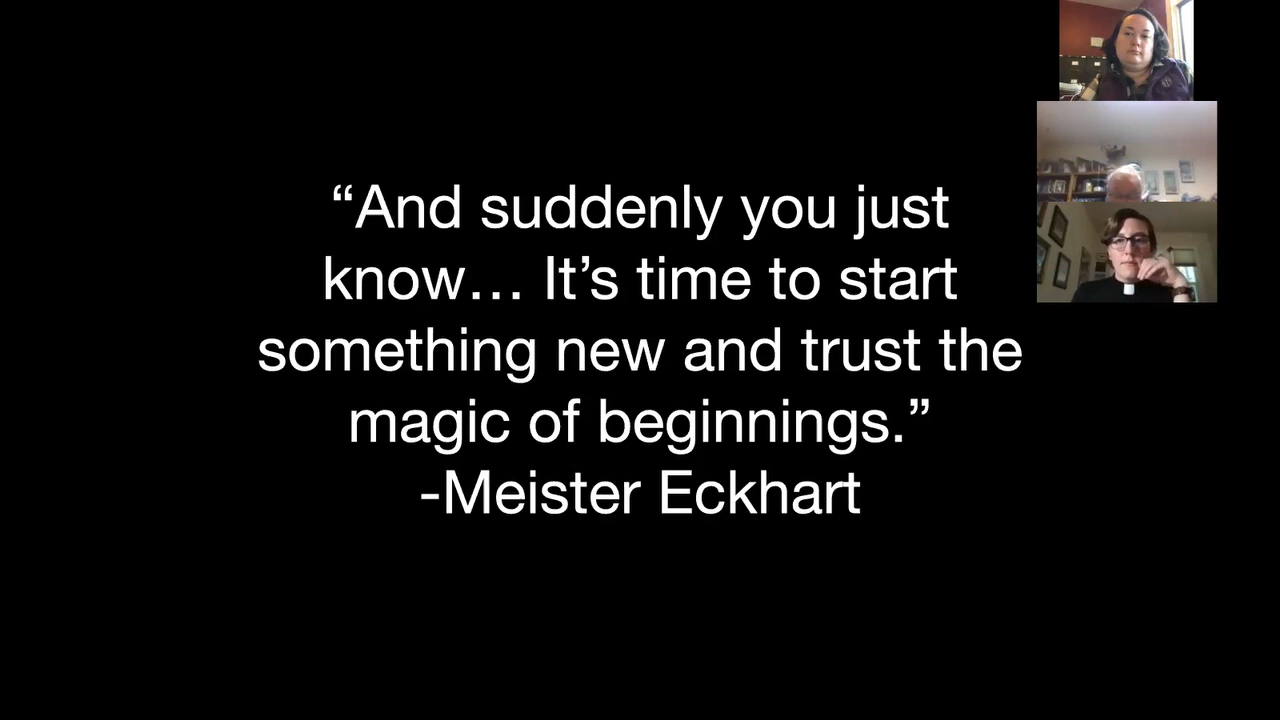 “And suddenly you just
know… It’s time to start
something new and trust the
magic of beginnings.”
-Meister Eckhart